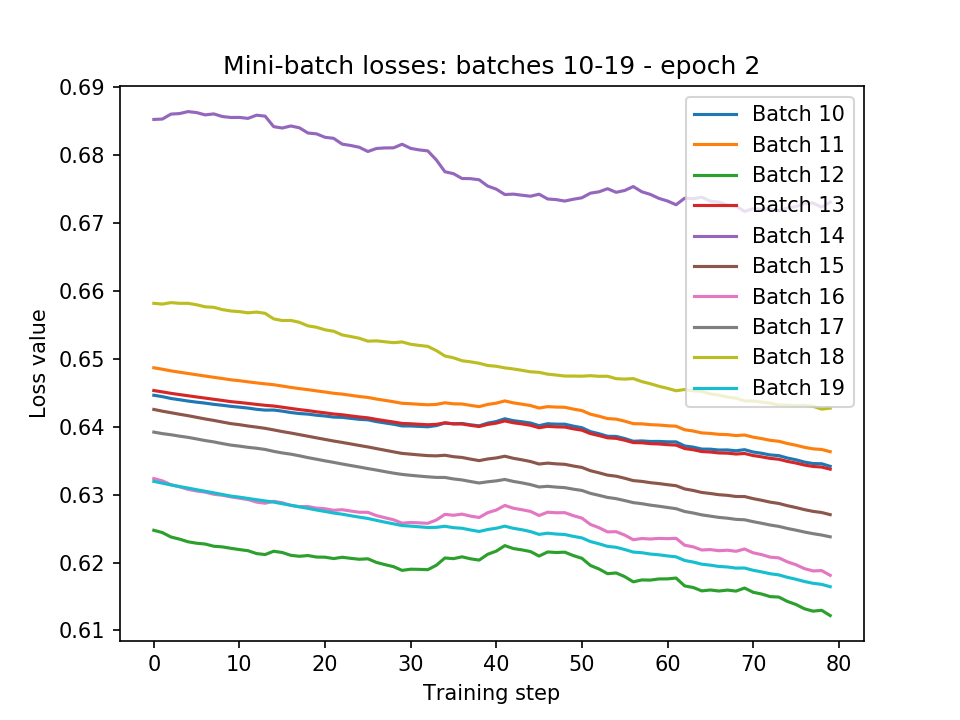 Mini-batch losses: batches 10-19 - epoch 2
0.69
0.68
0.67
0.66
0.65
0.64
0.63
0.62
0.61
Loss value
Batch 10
Batch 11
Batch 12
Batch 13
Batch 14
Batch 15
Batch 16
Batch 17
Batch 18
Batch 19
0 10 20 30 40 50 60 70 80
Training step